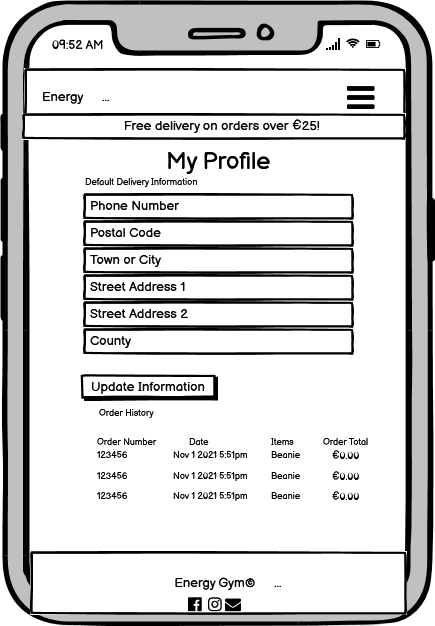 09:52 AM
Energy ...
Free delivery on orders over €25!
My Profile
Default Delivery Information
Phone Number
Postal Code
Town or City
Street Address 1
Street Address 2
County
Update Information
Order History
Order Number Date Items Order Total
123456 Nov 1 2021 5:51pm Beanie €0.00
123456 Nov 1 2021 5:51pm Beanie €0.00
123456 Nov 1 2021 5:51pm Beanie €0.00
Energy Gym© ...